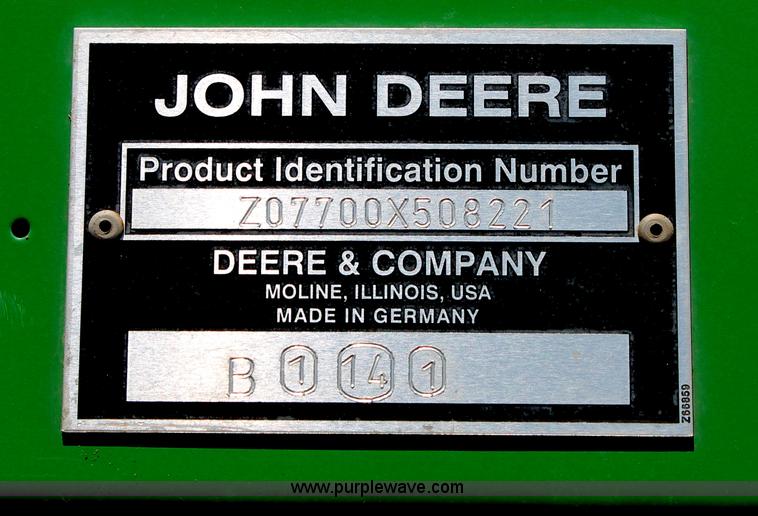 JOHN DEERE
Product Identification Number
Z07700X508221
DEERE & COMPANY
MOLINE, ILLINOIS, USA
MADE IN GERMANY
B 1 14 1
Z66859
www.purplewave.com